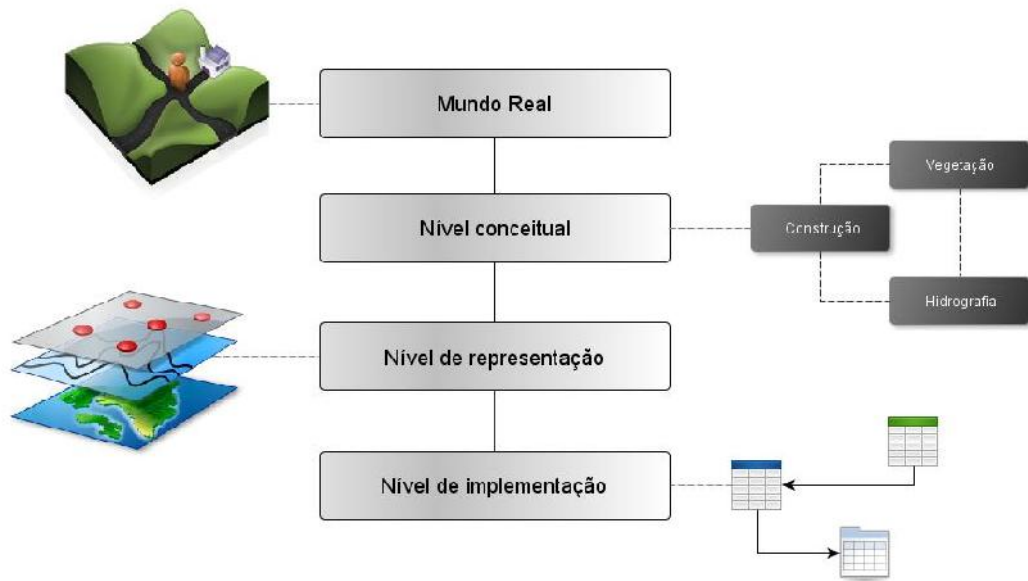 Mundo Real
Vegetação
Nível conceitual
Construção
Hidrografia
Nível de representação
Nível de implementação